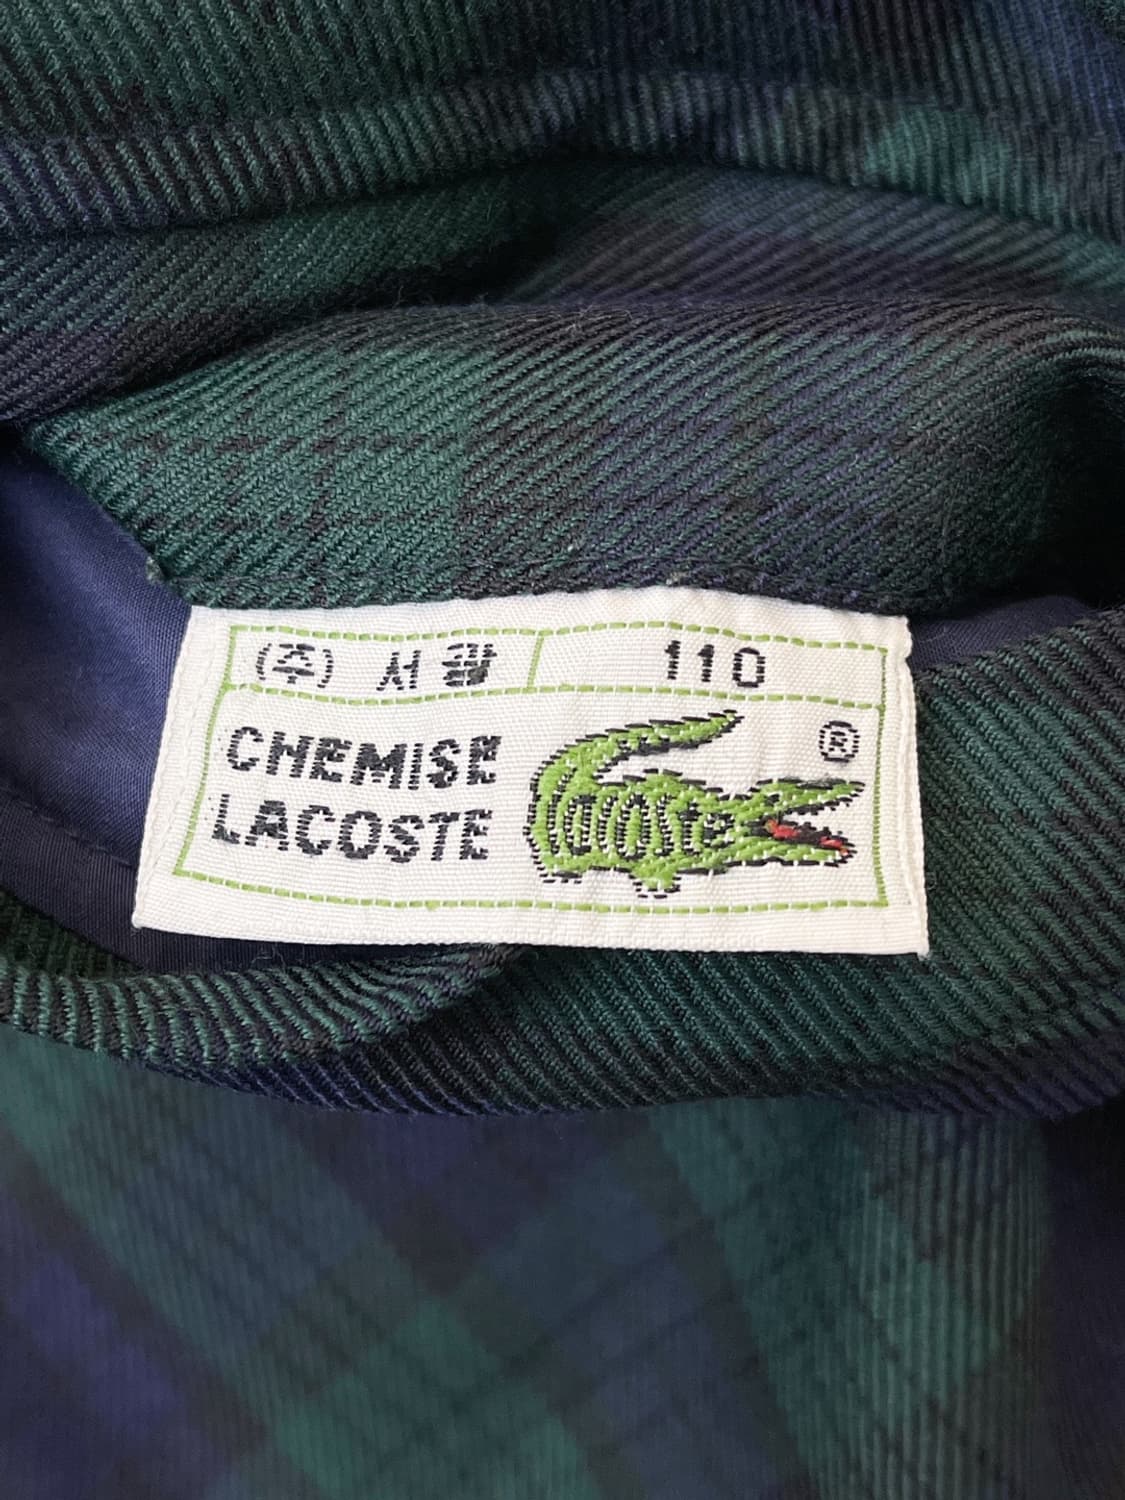 (주) 서광 110
CHEMISE
LACOSTE
®
lacoste